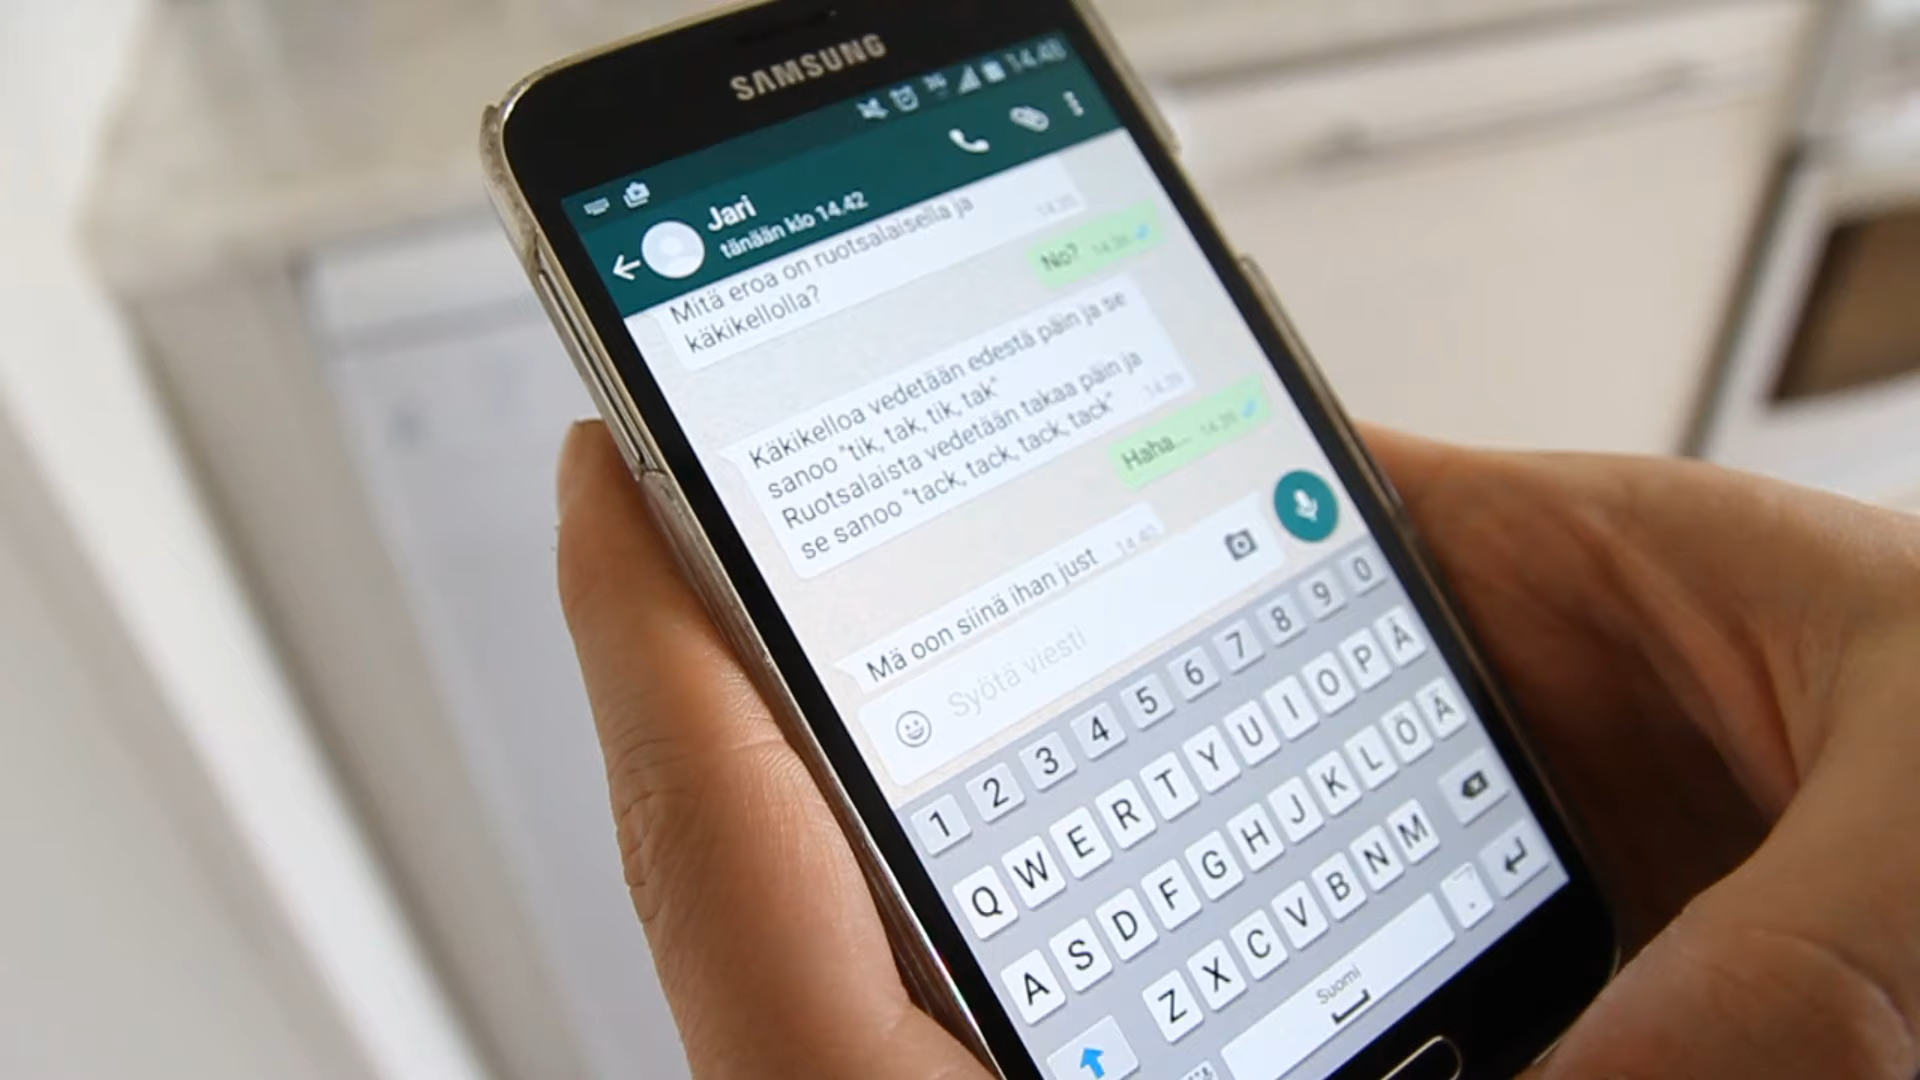 SAMSUNG
14.48
Jari
tänään klo 14.42
Mitä eroa on ruotsalaisella ja
käkikellolla?
No?
Käkikelloa vedetään edestä päin ja se
sanoo "tik, tak, tik, tak"
Ruotsalaista vedetään takaa päin ja
se sanoo "tack, tack, tack, tack"
14.39
Haha...
14.39
Mä oon siinä ihan just
Syötä viesti
1 2 3 4 5 6 7 8 9 0
Q W E R T Y U I O P Å
A S D F G H J K L Ö Ä
Z X C V B N M
Suomi